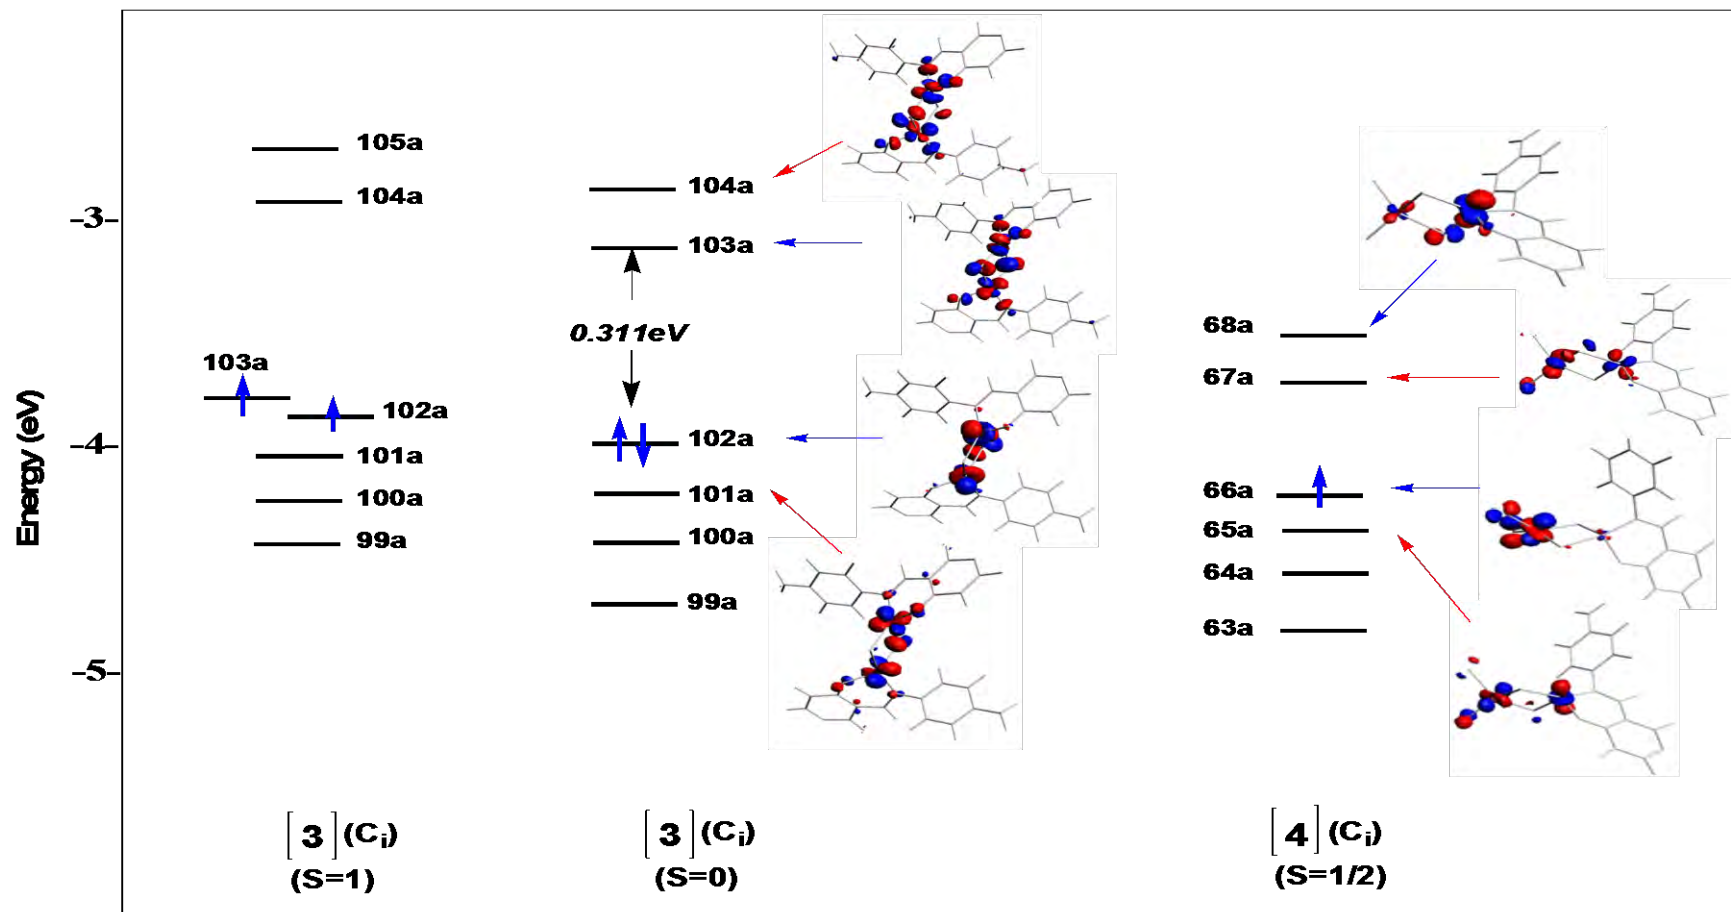 Energy (eV)
-3
-4
-5
105a
104a
103a
102a
101a
100a
99a
[ 3 ] (Ci)
(S=1)
104a
103a
0.311eV
102a
101a
100a
99a
[ 3 ] (Ci)
(S=0)
68a
67a
66a
65a
64a
63a
[ 4 ] (Ci)
(S=1/2)